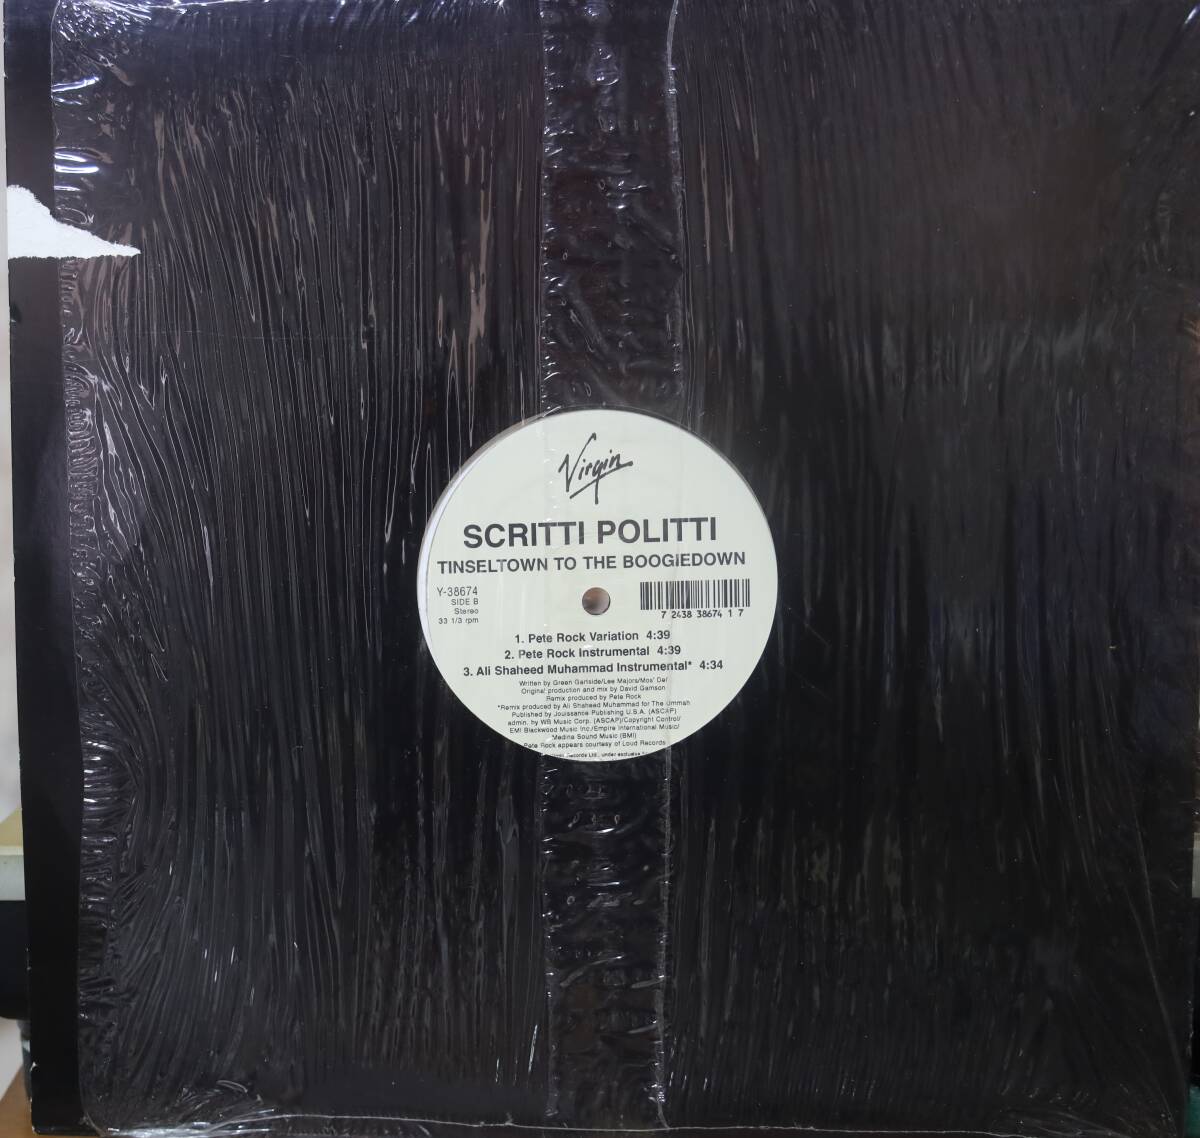 Virgin
SCRITTI POLITTI
TINSELTOWN TO THE BOOGIEDOWN
Y-38674
SIDE B
Stereo
33 1/3 rpm
7 2438 38674 1 7
1. Pete Rock Variation 4:39
2. Pete Rock Instrumental 4:39
3. Ali Shaheed Muhammad Instrumental* 4:34
Written by Green Gartside/Lee Majors/Mos' Def
Original production and mix by David Gamson
Remix produced by Pete Rock
*Remix produced by Ali Shaheed Muhammad for The Ummah
Published by Jouissance Publishing U.S.A. (ASCAP)
admin. by WB Music Corp. (ASCAP)/Copyright Control/
EMI Blackwood Music Inc./Empire International Music/
Medina Sound Music (BMI)
Pete Rock appears courtesy of Loud Records
Records Ltd., under exclusive